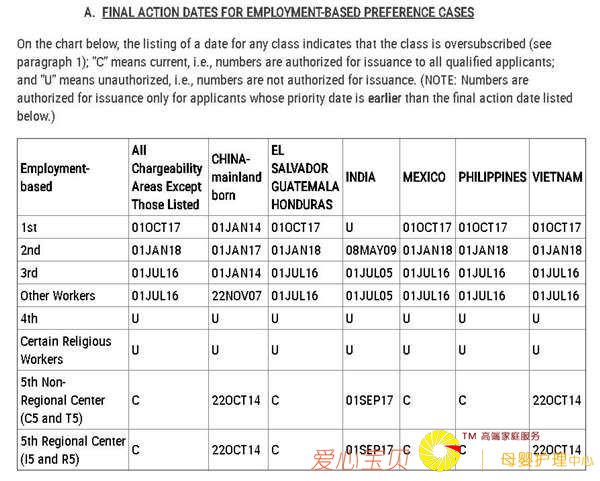 A. FINAL ACTION DATES FOR EMPLOYMENT-BASED PREFERENCE CASES
On the chart below, the listing of a date for any class indicates that the class is oversubscribed (see
paragraph 1); "C" means current, i.e., numbers are authorized for issuance to all qualified applicants;
and "U" means unauthorized, i.e., numbers are not authorized for issuance. (NOTE: Numbers are
authorized for issuance only for applicants whose priority date is earlier than the final action date listed
below.)
Employment-based All Chargeability Areas Except Those Listed CHINA-mainland born EL SALVADOR GUATEMALA HONDURAS INDIA MEXICO PHILIPPINES VIETNAM
1st 01OCT17 01JAN14 01OCT17 U 01OCT17 01OCT17 01OCT17
2nd 01JAN18 01JAN17 01JAN18 08MAY09 01JAN18 01JAN18 01JAN18
3rd 01JUL16 01JAN14 01JUL16 01JUL05 01JUL16 01JUL16 01JUL16
Other Workers 01JUL16 22NOV07 01JUL16 01JUL05 01JUL16 01JUL16 01JUL16
4th U U U U U U U
Certain Religious Workers U U U U U U U
5th Non-Regional Center (C5 and T5) C 22OCT14 C 01SEP17 C C 22OCT14
5th Regional Center (I5 and R5) C 22OCT14 C 01SEP17 C C 22OCT14
爱心宝贝 TM 高端家庭服务 母婴护理中心